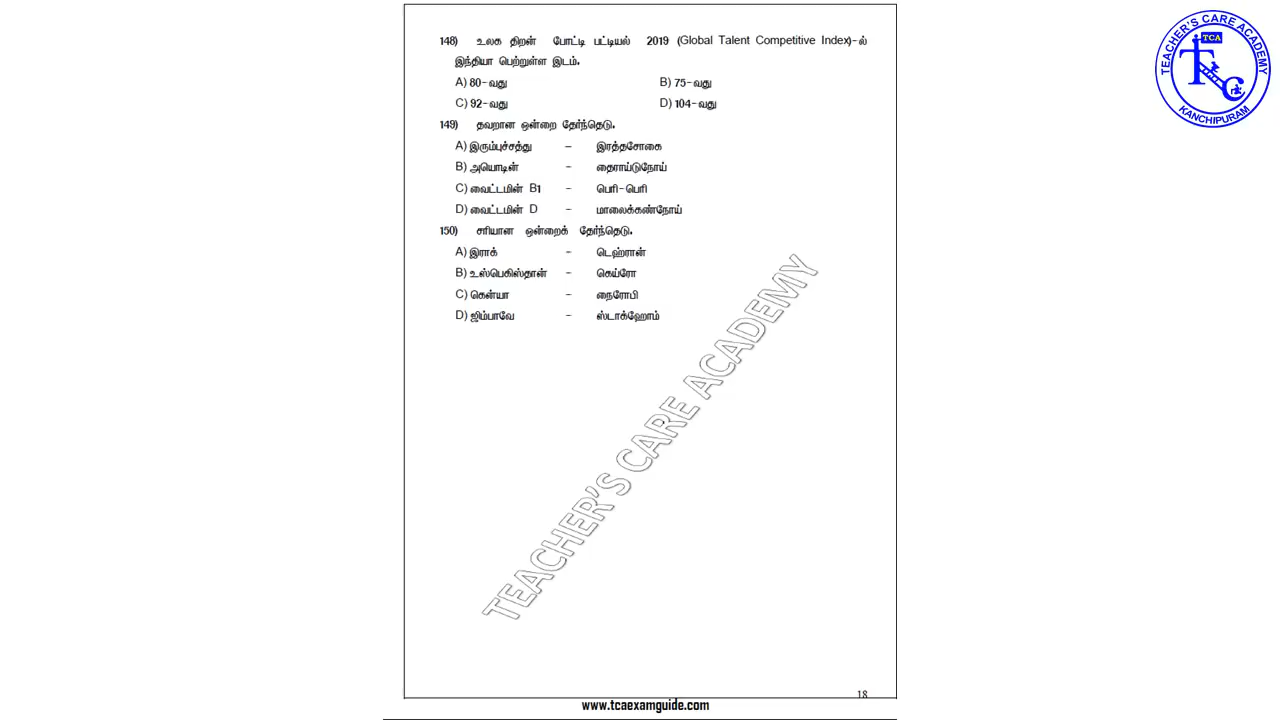 148) உலக திறன் போட்டி பட்டியல் 2019 (Global Talent Competitive Index)-ல்
இந்தியா பெற்றுள்ள இடம்.
A) 80-வது B) 75-வது
C) 92-வது D) 104-வது
149) தவறான ஒன்றை தேர்ந்தெடு.
A) இரும்புச்சத்து – இரத்தசோகை
B) அயொடின் - தைராய்டுநோய்
C) வைட்டமின் B1 - பெரி-பெரி
D) வைட்டமின் D - மாலைக்கண்நோய்
150) சரியான ஒன்றைக் தேர்ந்தெடு.
A) இராக் - டெஹ்ரான்
B) உஸ்பெகிஸ்தான் - கெய்ரோ
C) கென்யா - நைரோபி
D) ஜிம்பாவே - ஸ்டாக்ஹோம்
TEACHER'S CARE ACADEMY
18
www.tcaexamguide.com
TEACHER'S CARE ACADEMY
TCA
KANCHIPURAM